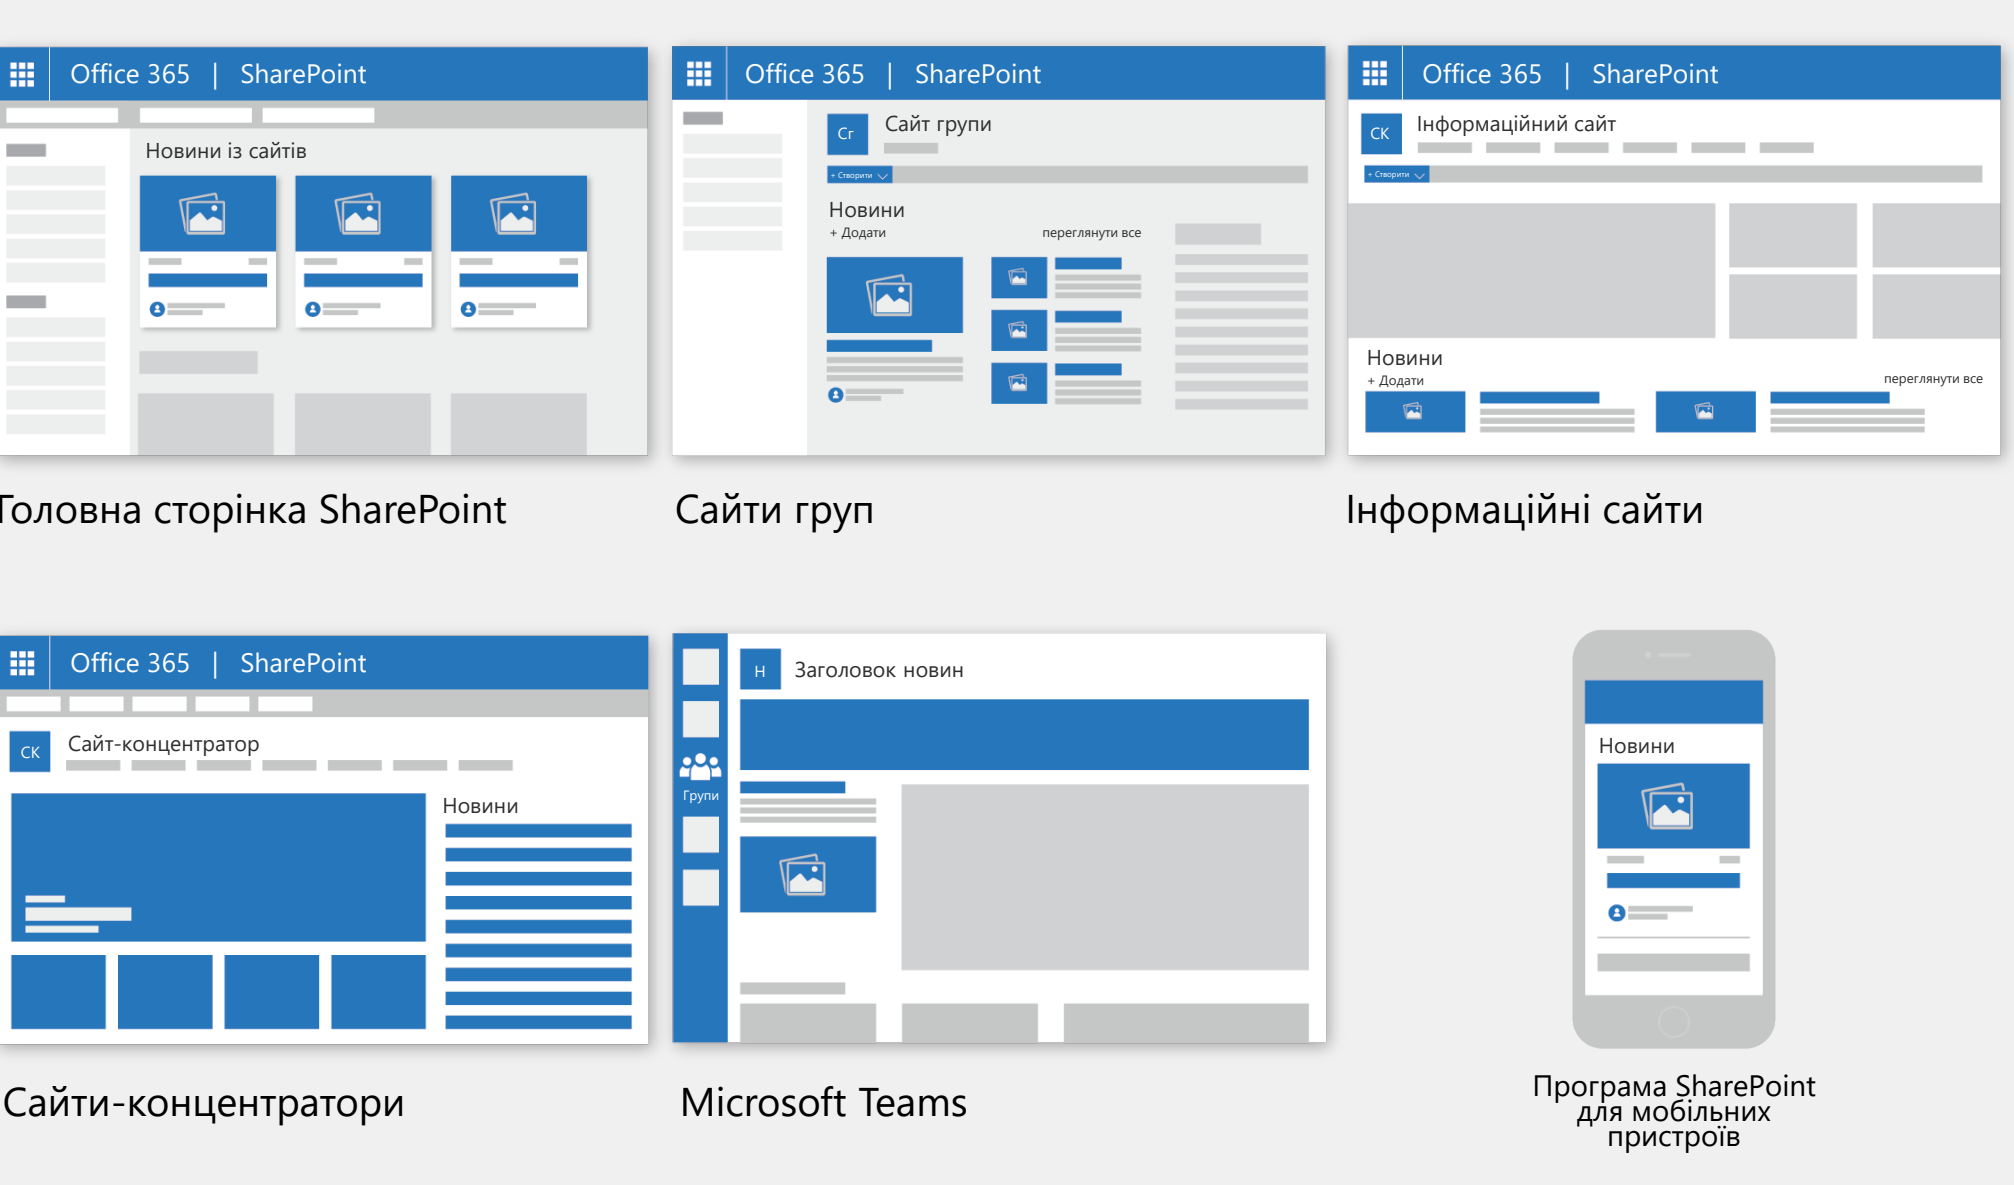 Office 365 | SharePoint
Новини із сайтів
Головна сторінка SharePoint
Office 365 | SharePoint
Сг
Сайт групи
+ Створити
Новини
+ Додати
переглянути все
Сайти груп
Office 365 | SharePoint
СК
Інформаційний сайт
+ Створити
Новини
+ Додати
переглянути все
Інформаційні сайти
Office 365 | SharePoint
СК
Сайт-концентратор
Новини
Сайти-концентратори
Н
Заголовок новин
Групи
Microsoft Teams
Новини
Програма SharePoint
для мобільних
пристроїв